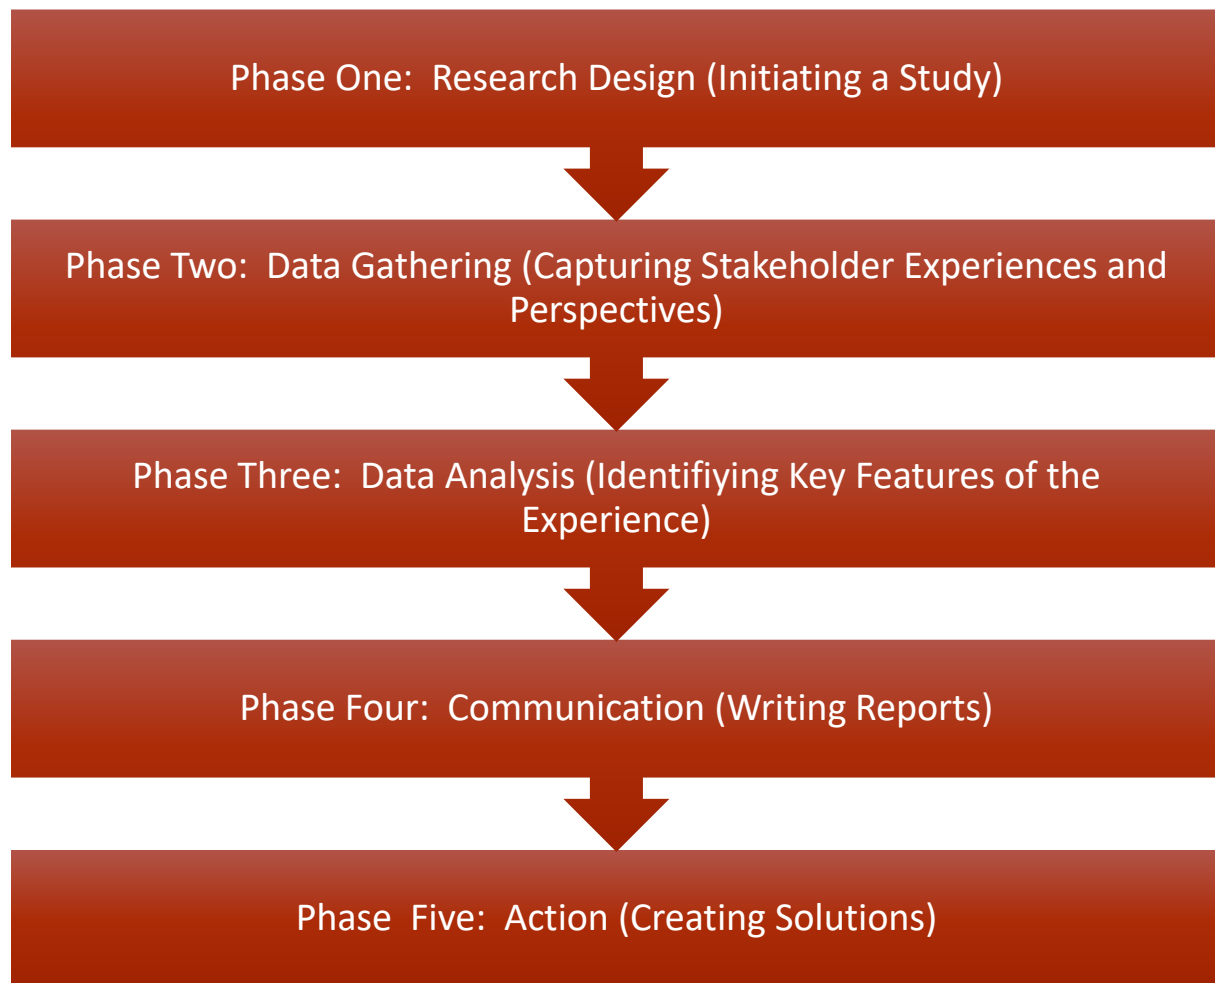 Phase One:  Research Design (Initiating a Study)
Phase Two:  Data Gathering (Capturing Stakeholder Experiences and
Perspectives)
Phase Three:  Data Analysis (Identifiying Key Features of the
Experience)
Phase Four:  Communication (Writing Reports)
Phase  Five:  Action (Creating Solutions)